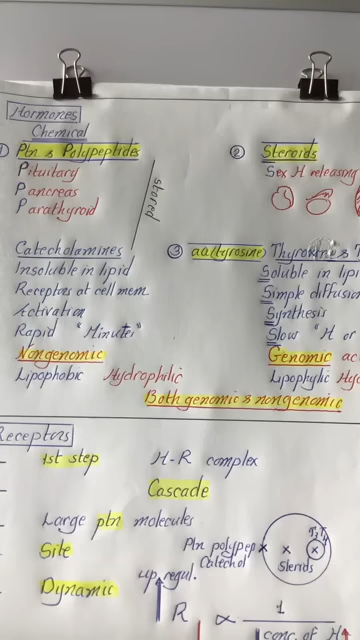 Hormones
Chemical
1 Ptn & Polypeptides
Pituitary
Pancreas
Parathyroid
stored
2 Steroids
Sex H releasing
Catecholamines
Insoluble in lipid
Receptors at cell mem
Activation
Rapid "Minutes"
Nongenomic
Lipophobic Hydrophilic
3 aa(tyrosine) Thyroxine & T
Soluble in lipi
Simple diffusion
Synthesis
Slow "H or
Genomic ac
Lipophylic Hy
Both genomic & nongenomic
Receptors
1st step H-R complex
Cascade
Large ptn molecules
Site
Ptn polypep
Catechol
Steroids
Dynamic
up regul.
R ∝ 1
conc. of H